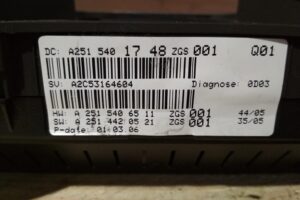 DC: A251 540 17 48 ZGS 001 Q01
SV: A2C53164604 Diagnose: 0D03
HW: A 251 540 65 11 ZGS 001 44/05
SW: A 251 442 05 21 ZGS 001 35/05
P-date: 01.03.06